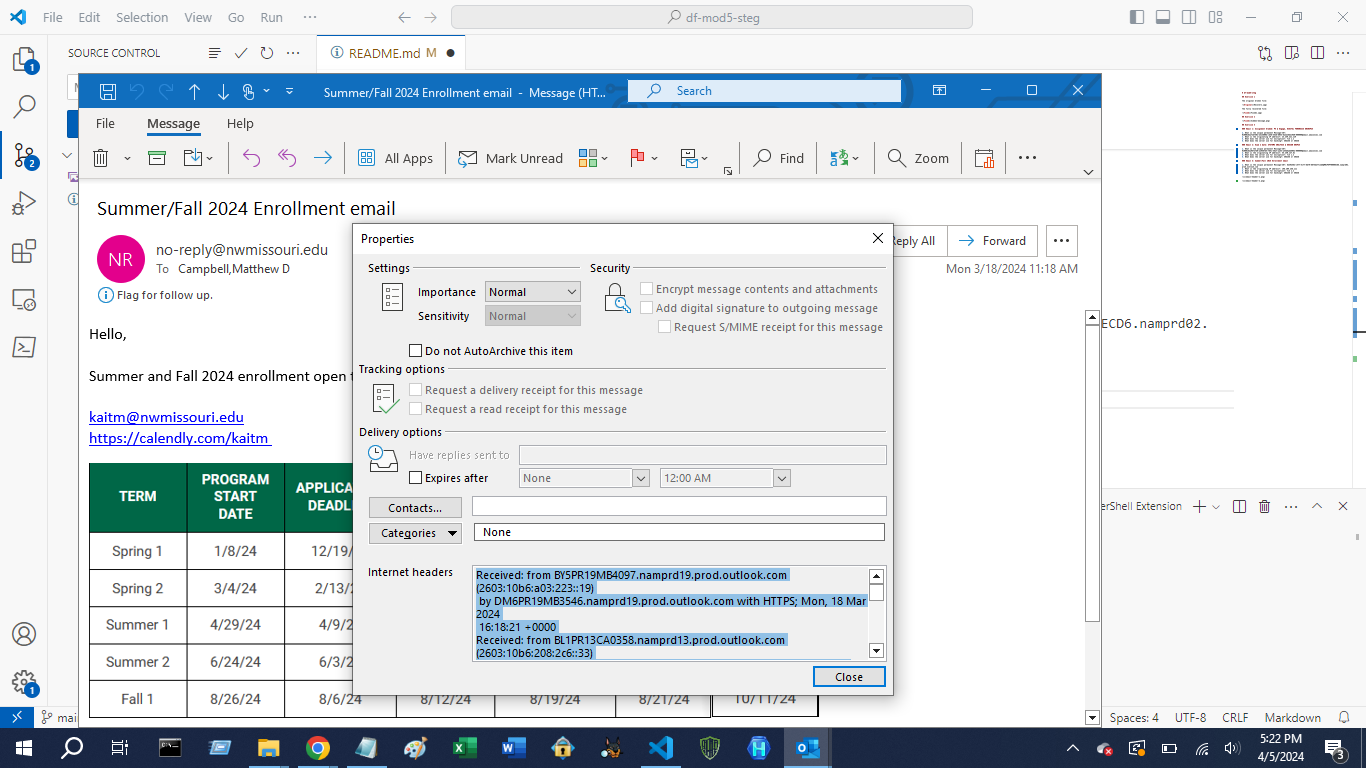 File Edit Selection View Go Run ···
df-mod5-steg
SOURCE CONTROL
README.md M
1
2
1
Summer/Fall 2024 Enrollment email - Message (HT...
Search
File Message Help
All Apps
Mark Unread
Find
Zoom
Summer/Fall 2024 Enrollment email
NR
no-reply@nwmissouri.edu
To Campbell,Matthew D
Reply All
Forward
Mon 3/18/2024 11:18 AM
Flag for follow up.
Hello,
Summer and Fall 2024 enrollment open
kaitm@nwmissouri.edu
https://calendly.com/kaitm
TERM PROGRAM START DATE
Spring 1 1/8/24 12/19/
Spring 2 3/4/24 2/13/
Summer 1 4/29/24 4/9/2
Summer 2 6/24/24 6/3/2
Fall 1 8/26/24 8/6/24 8/12/24 8/19/24 8/21/24 10/11/24
Properties
Settings
Importance Normal
Sensitivity Normal
Do not AutoArchive this item
Security
Encrypt message contents and attachments
Add digital signature to outgoing message
Request S/MIME receipt for this message
Tracking options
Request a delivery receipt for this message
Request a read receipt for this message
Delivery options
Have replies sent to
Expires after None 12:00 AM
Contacts...
Categories None
Internet headers
Received: from BY5PR19MB4097.namprd19.prod.outlook.com
(2603:10b6:a03:223::19)
by DM6PR19MB3546.namprd19.prod.outlook.com with HTTPS; Mon, 18 Mar
2024
16:18:21 +0000
Received: from BL1PR13CA0358.namprd13.prod.outlook.com
(2603:10b6:208:2c6::33)
Close
ECD6.namprd02.
erShell Extension
main
Spaces: 4 UTF-8 CRLF Markdown
5:22 PM
4/5/2024
3